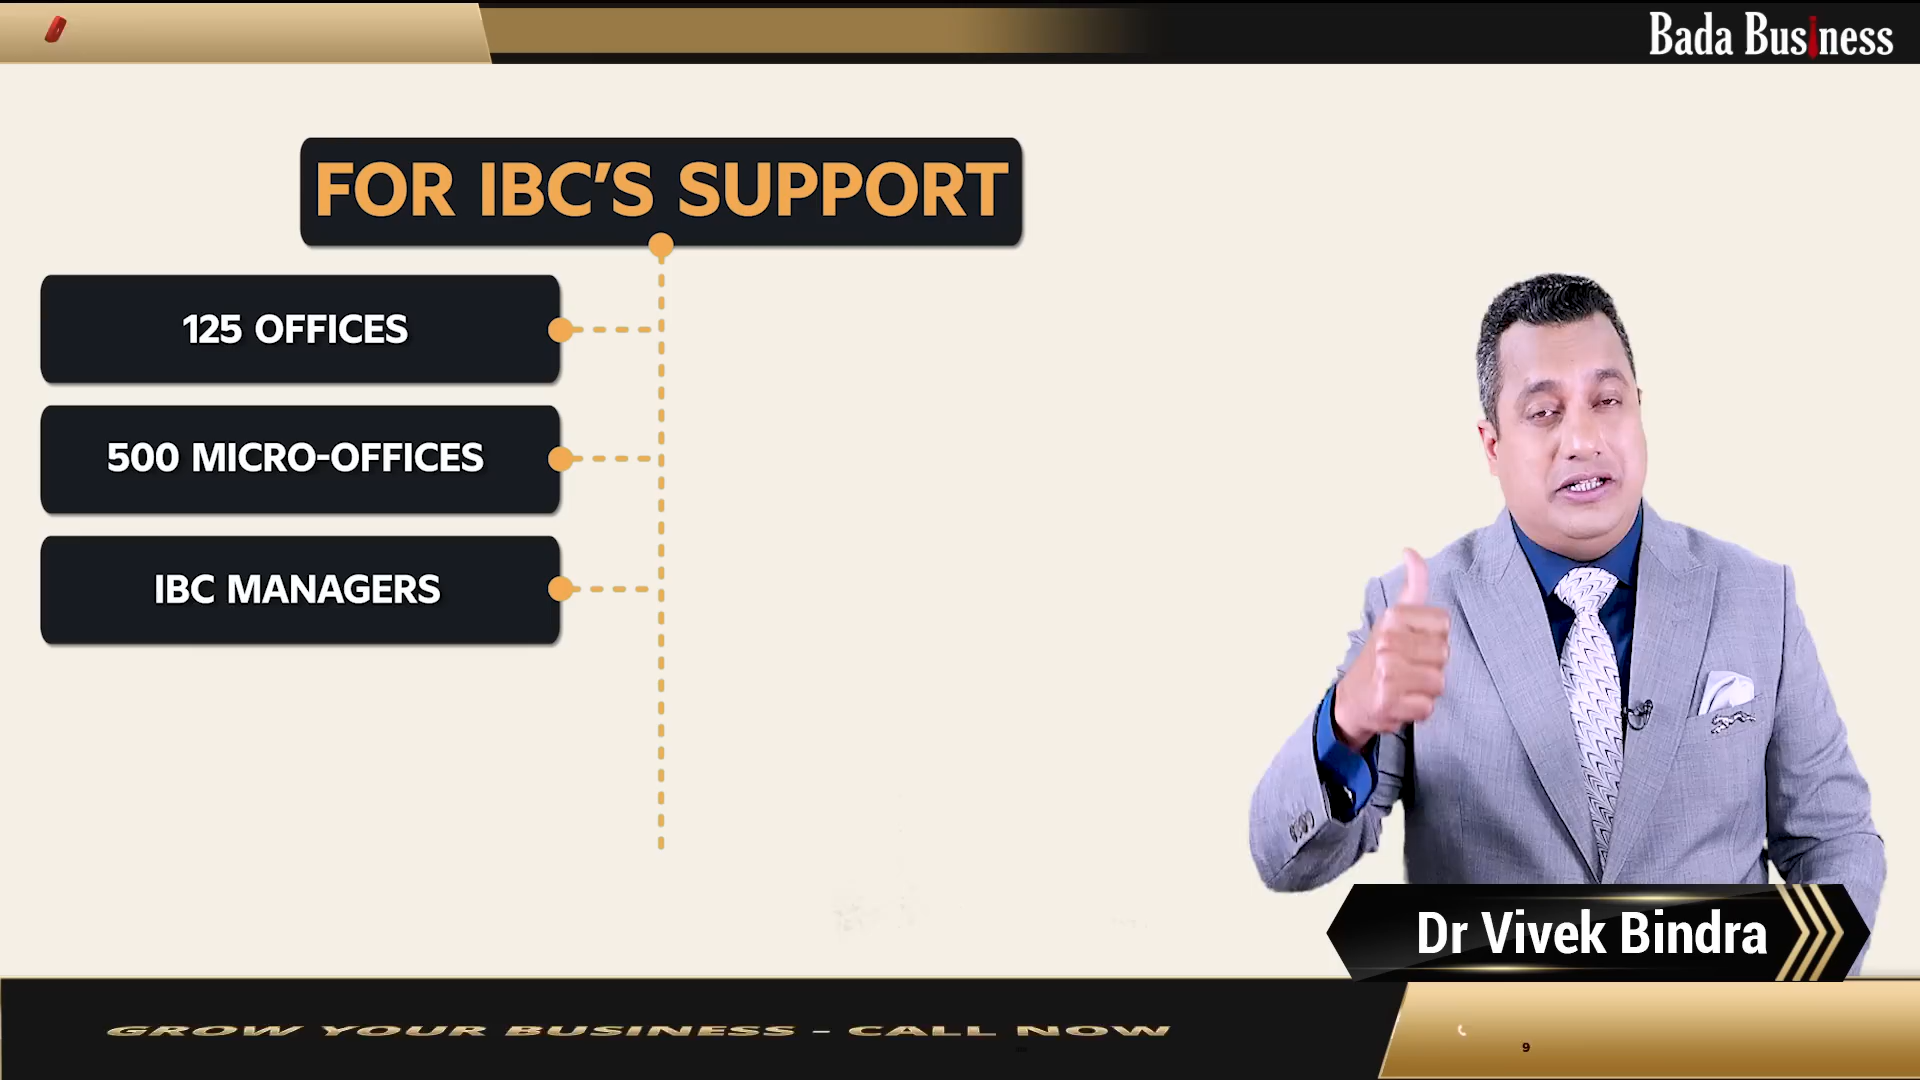 Bada Business
FOR IBC'S SUPPORT
125 OFFICES
500 MICRO-OFFICES
IBC MANAGERS
Dr Vivek Bindra
GROW YOUR BUSINESS - CALL NOW
9